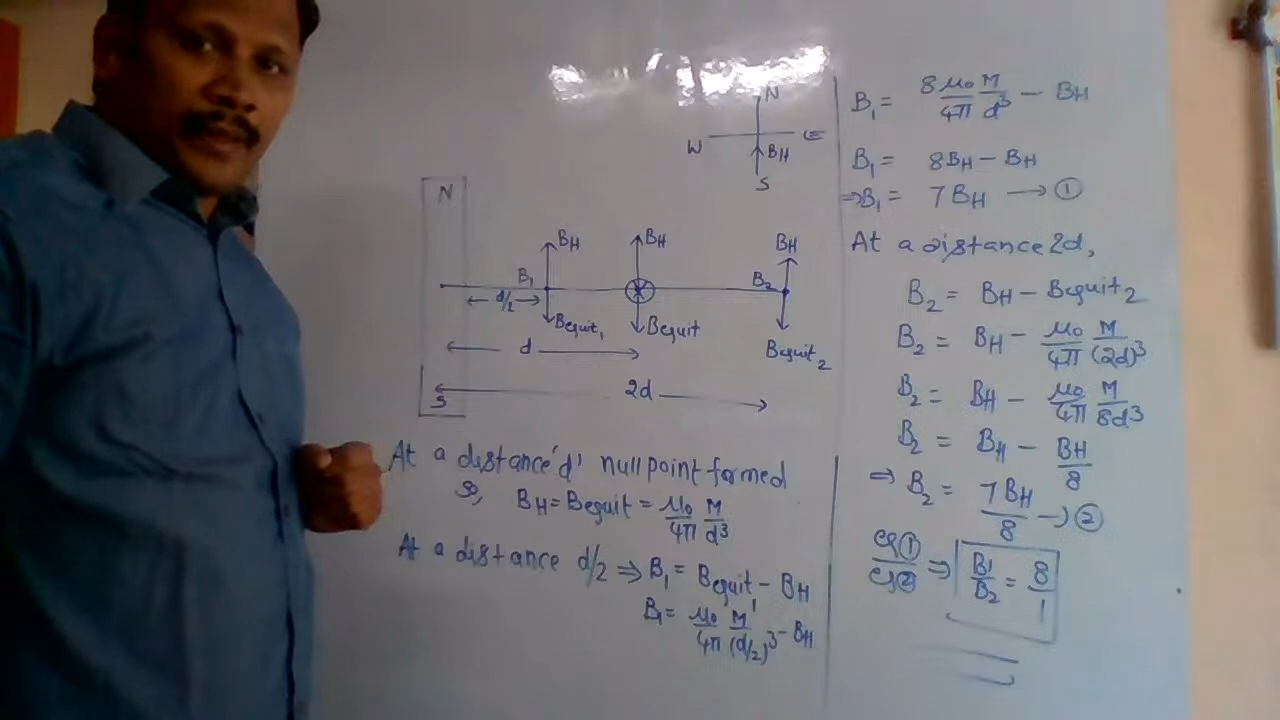 N
W E
BH
S
N
BH BH BH
B₁ B₂
d/2
Bequit₁ Bequit Bequit₂
d
2d
S
At a distance 'd' null point formed
so, BH = Bequit = μ₀/4π M/d³
At a distance d/2 ⇒ B₁ = Bequit₁ - BH
B₁ = μ₀/4π M/(d/2)³ - BH
B₁ = 8μ₀/4π M/d³ - BH
B₁ = 8BH - BH
⇒ B₁ = 7BH → ①
At a distance 2d,
B₂ = BH - Bequit₂
B₂ = BH - μ₀/4π M/(2d)³
B₂ = BH - μ₀/4π M/8d³
B₂ = BH - BH/8
⇒ B₂ = 7BH/8 → ②
eq①/eq② ⇒ B₁/B₂ = 8/1